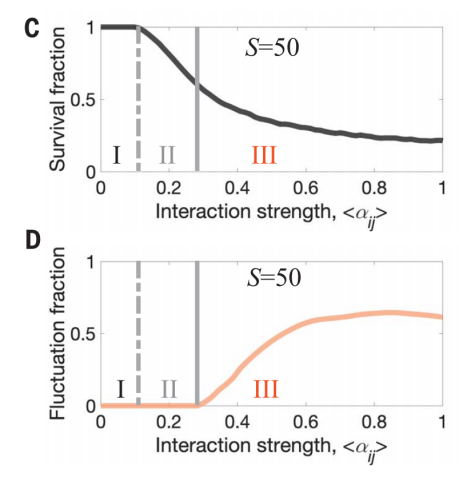 C
Survival fraction
1
0.5
0
S=50
I II III
0 0.2 0.4 0.6 0.8 1
Interaction strength, <αij>
D
Fluctuation fraction
1
0.5
0
S=50
I II III
0 0.2 0.4 0.6 0.8 1
Interaction strength, <αij>